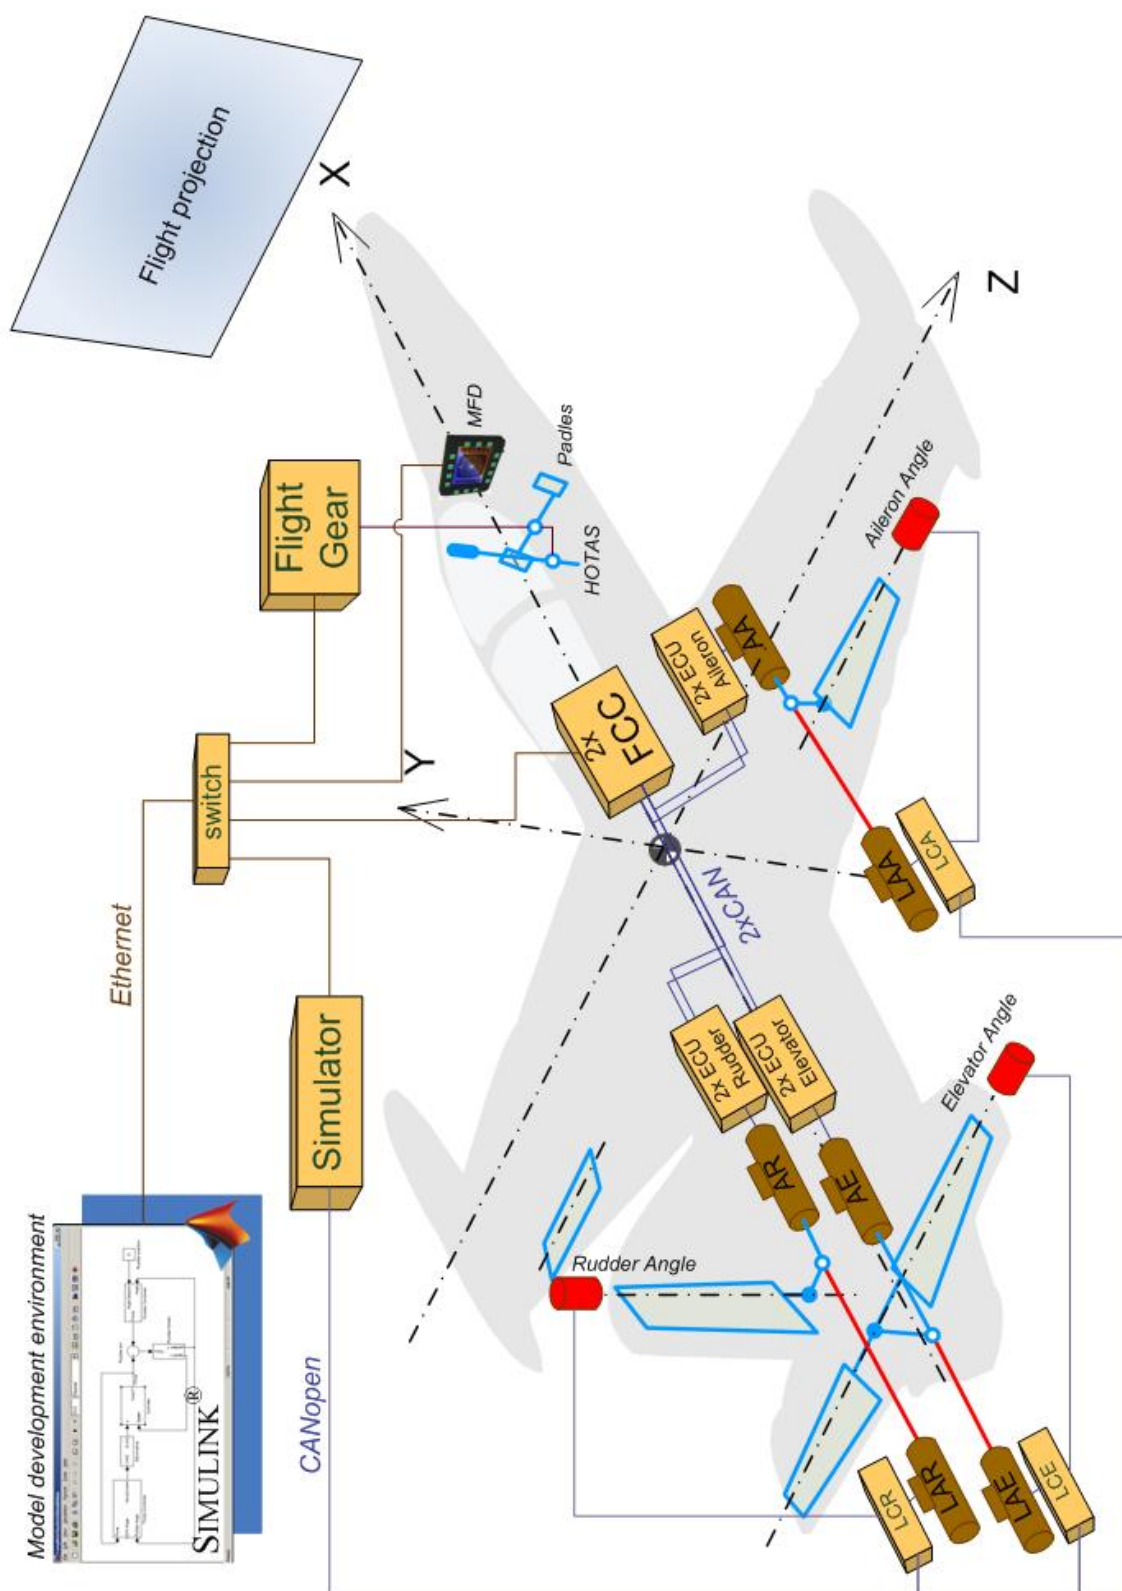 Model development environment
SIMULINK®
Ethernet
CANopen
Simulator
switch
Flight
Gear
Flight projection
X
Y
Z
MFD
Padles
HOTAS
2x
FCC
2xCAN
2x ECU
Aileron
AA
Aileron Angle
LAA
LCA
2x ECU
Rudder
2x ECU
Elevator
AR
AE
Rudder Angle
Elevator Angle
LCR
LAR
LAE
LCE